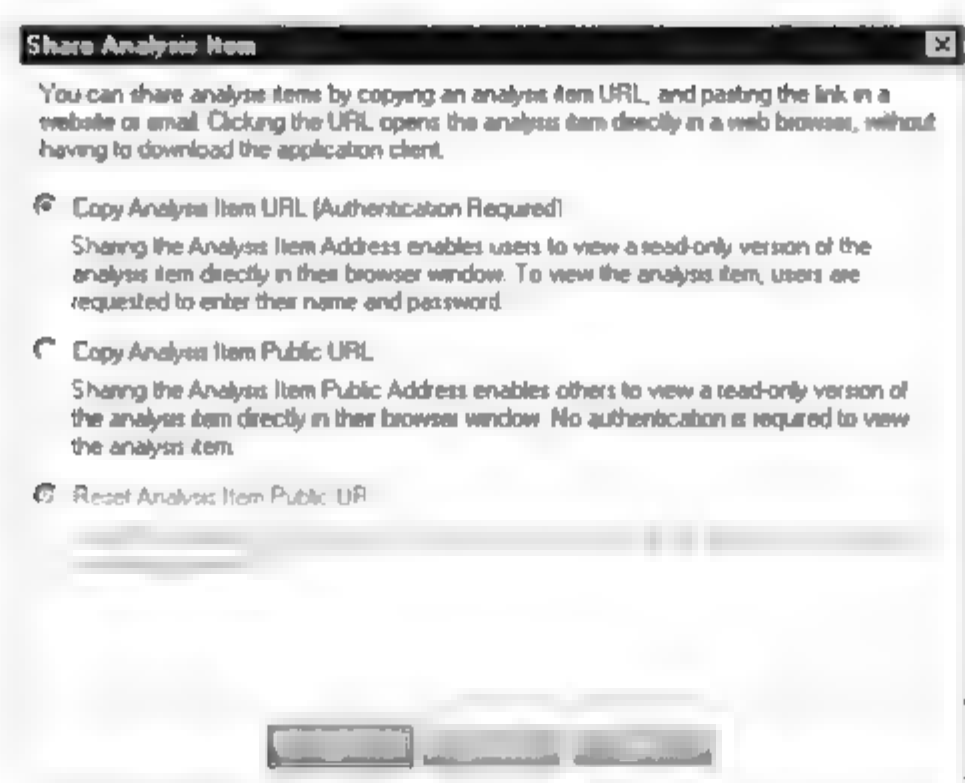 Share Analysis Item
You can share analysis items by copying an analysis item URL, and pasting the link in a
website or email. Clicking the URL opens the analysis item directly in a web browser, without
having to download the application client.
Copy Analysis Item URL (Authentication Required)
Sharing the Analysis Item Address enables users to view a read-only version of the
analysis item directly in their browser window. To view the analysis item, users are
requested to enter their name and password.
Copy Analysis Item Public URL
Sharing the Analysis Item Public Address enables others to view a read-only version of
the analysis item directly in their browser window. No authentication is required to view
the analysis item.
Reset Analysis Item Public